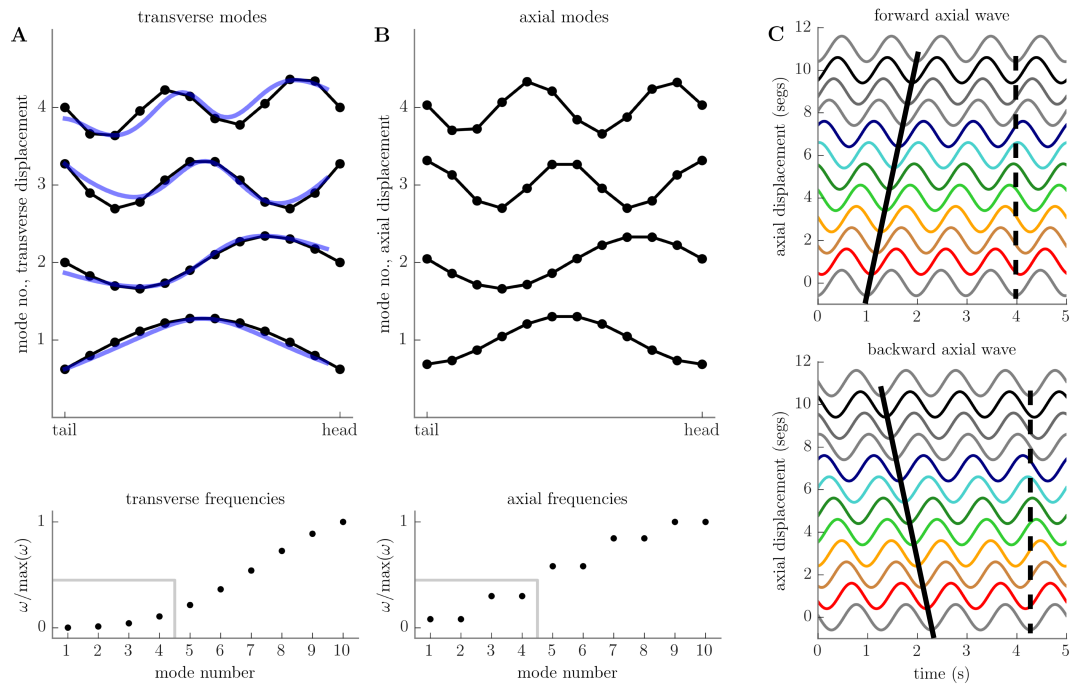 A
transverse modes
mode no., transverse displacement
4
3
2
1
tail
head
transverse frequencies
ω/max(ω)
1
0
1 2 3 4 5 6 7 8 9 10
mode number
B
axial modes
mode no., axial displacement
4
3
2
1
tail
head
axial frequencies
ω/max(ω)
1
0
1 2 3 4 5 6 7 8 9 10
mode number
C
forward axial wave
axial displacement (segs)
12
10
8
6
4
2
0
0 1 2 3 4 5
backward axial wave
axial displacement (segs)
12
10
8
6
4
2
0
0 1 2 3 4 5
time (s)